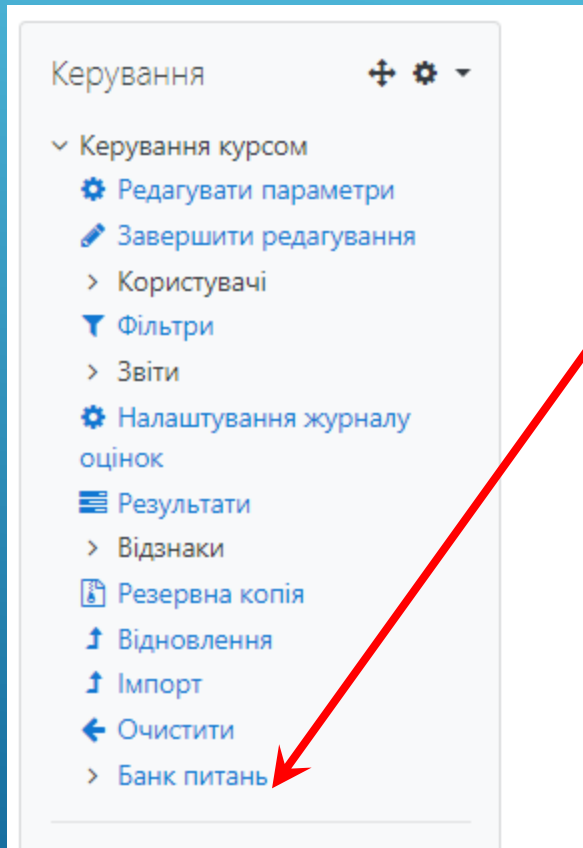 Керування
Керування курсом
Редагувати параметри
Завершити редагування
Користувачі
Фільтри
Звіти
Налаштування журналу
оцінок
Результати
Відзнаки
Резервна копія
Відновлення
Імпорт
Очистити
Банк питань